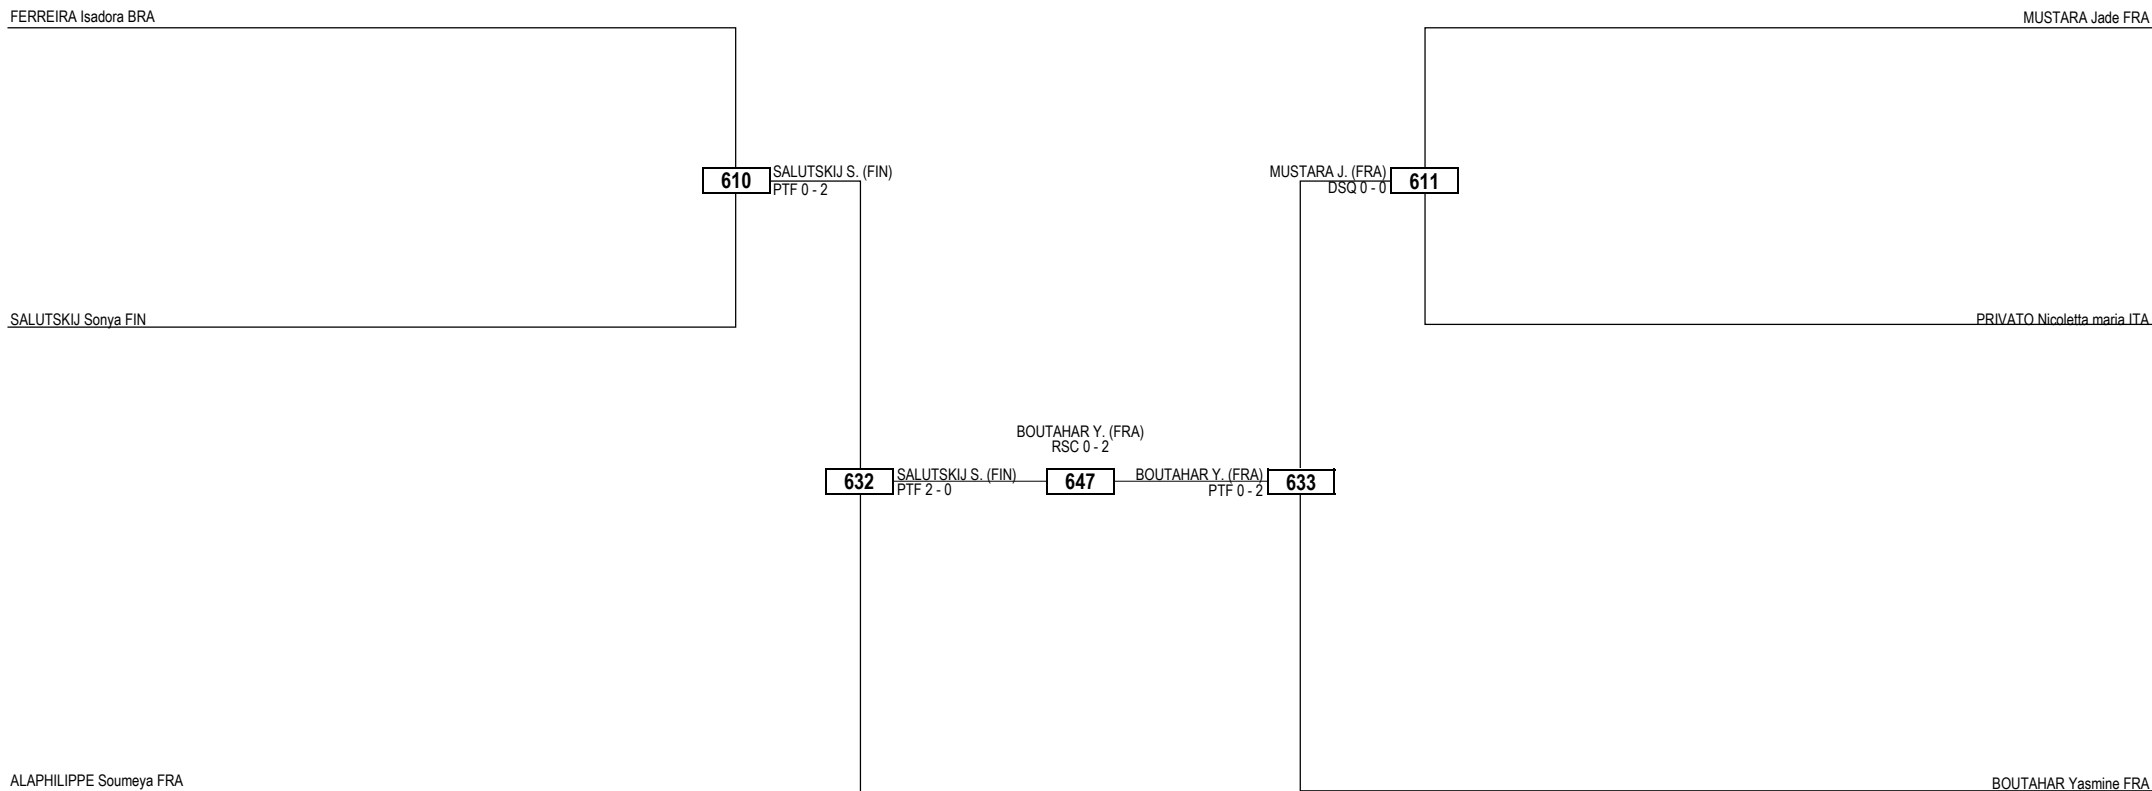 FERREIRA Isadora BRA
MUSTARA Jade FRA
610
SALUTSKIJ S. (FIN)
PTF 0 - 2
MUSTARA J. (FRA)
DSQ 0 - 0
611
SALUTSKIJ Sonya FIN
PRIVATO Nicoletta maria ITA
BOUTAHAR Y. (FRA)
RSC 0 - 2
632
SALUTSKIJ S. (FIN)
PTF 2 - 0
647
BOUTAHAR Y. (FRA)
PTF 0 - 2
633
ALAPHILIPPE Soumeya FRA
BOUTAHAR Yasmine FRA